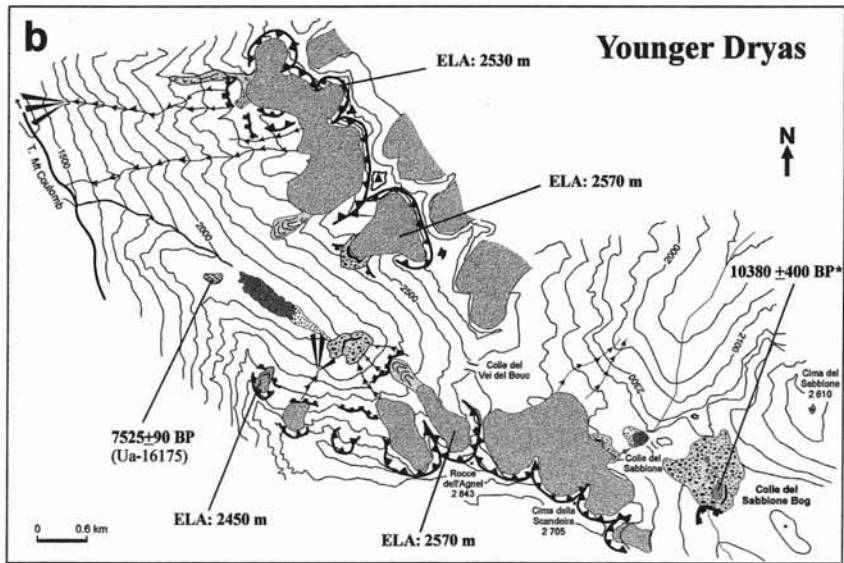 b
Younger Dryas
ELA: 2530 m
N
T. Mt Coulomb
1500
ELA: 2570 m
2000
2000
10380 ±400 BP*
2500
2100
Colle del
Vei del Bouc
2300
Cima del
Sabbione
2 610
7525±90 BP
(Ua-16175)
Colle del
Sabbione
Rocce
dell'Agnel
2 843
Colle del
Sabbione Bog
ELA: 2450 m
Cima della
Scandeira
2 705
0 0.6 km
ELA: 2570 m